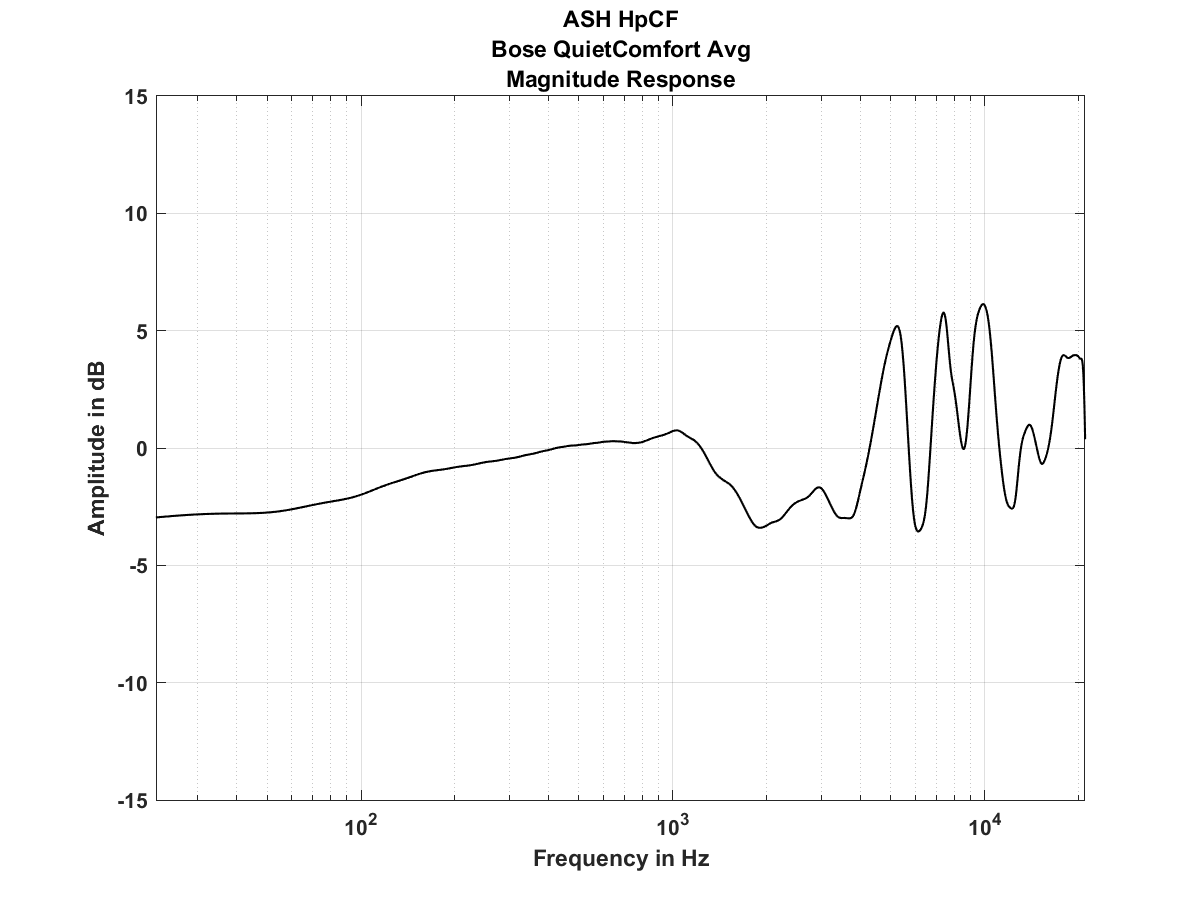 ASH HpCF
Bose QuietComfort Avg
Magnitude Response
15
10
5
0
-5
-10
-15
Amplitude in dB
10²
10³
10⁴
Frequency in Hz